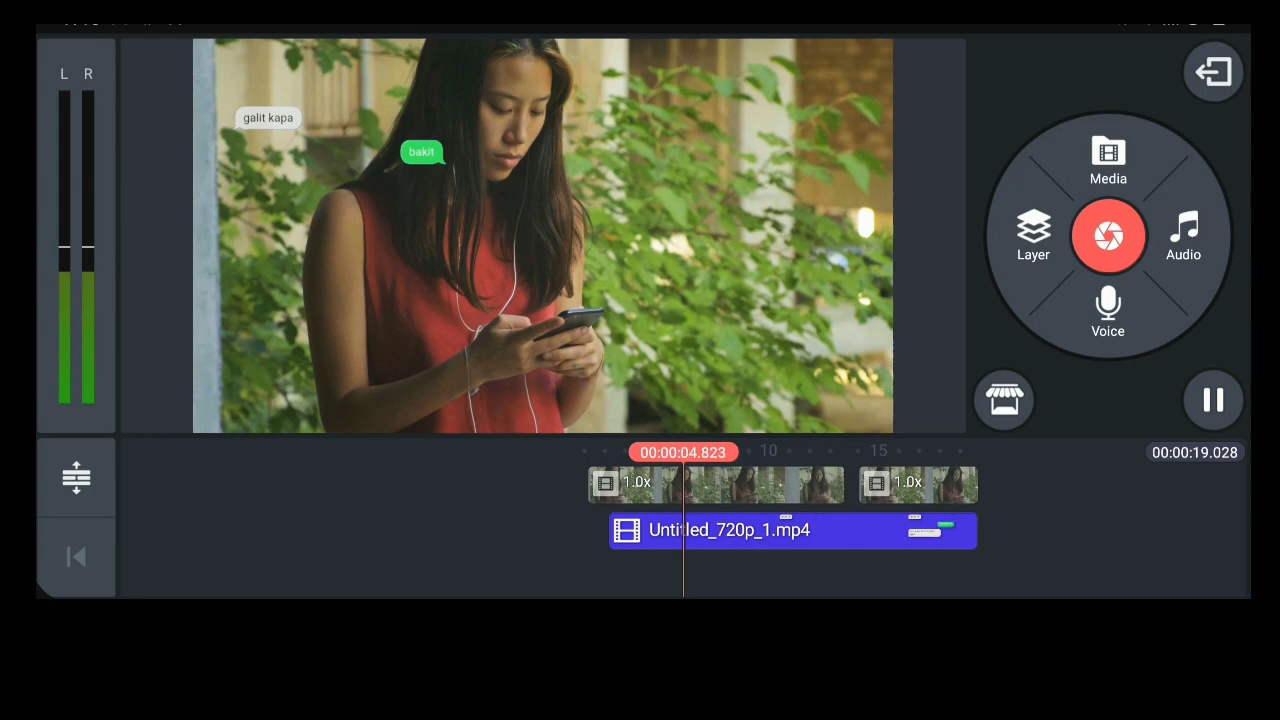 L R
galit kapa
bakit
Media
Layer
Audio
Voice
00:00:04.823
10
15
00:00:19.028
1.0x
1.0x
Untitled_720p_1.mp4